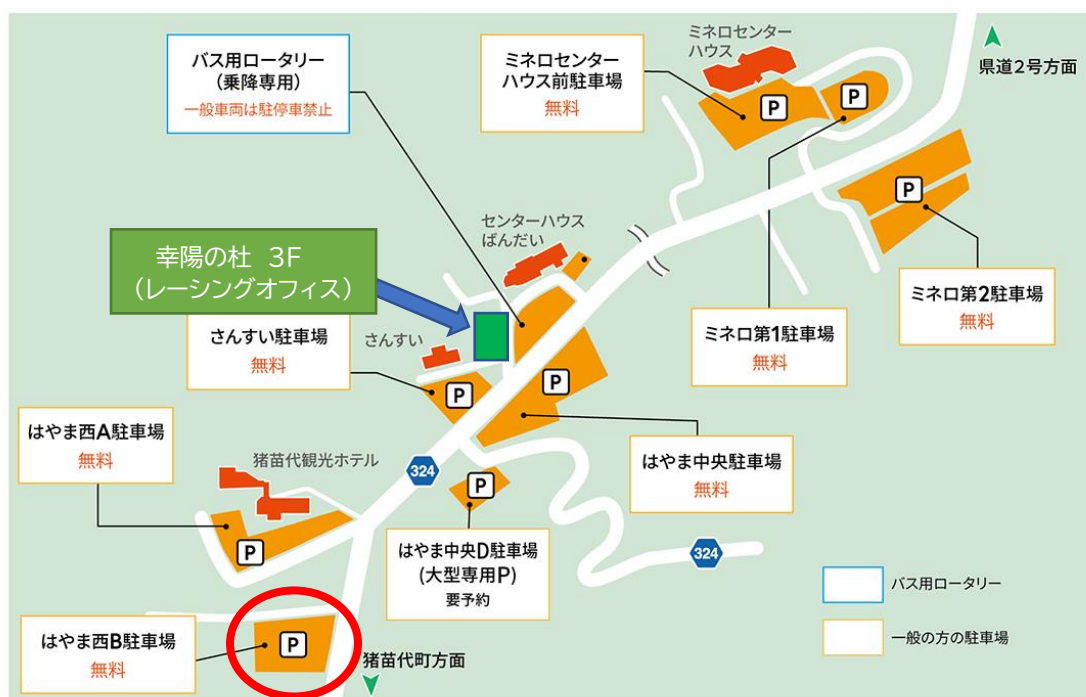 バス用ロータリー
(乗降専用)
一般車両は駐停車禁止
ミネロセンター
ハウス前駐車場
無料
ミネロセンター
ハウス
P
P
県道2号方面
P
幸陽の杜 3F
(レーシングオフィス)
センターハウス
ばんだい
さんすい駐車場
無料
さんすい
P
P
ミネロ第1駐車場
無料
ミネロ第2駐車場
無料
はやま西A駐車場
無料
猪苗代観光ホテル
324
P
P
はやま中央駐車場
無料
はやま中央D駐車場
(大型専用P)
要予約
324
はやま西B駐車場
無料
P
猪苗代町方面
バス用ロータリー
一般の方の駐車場